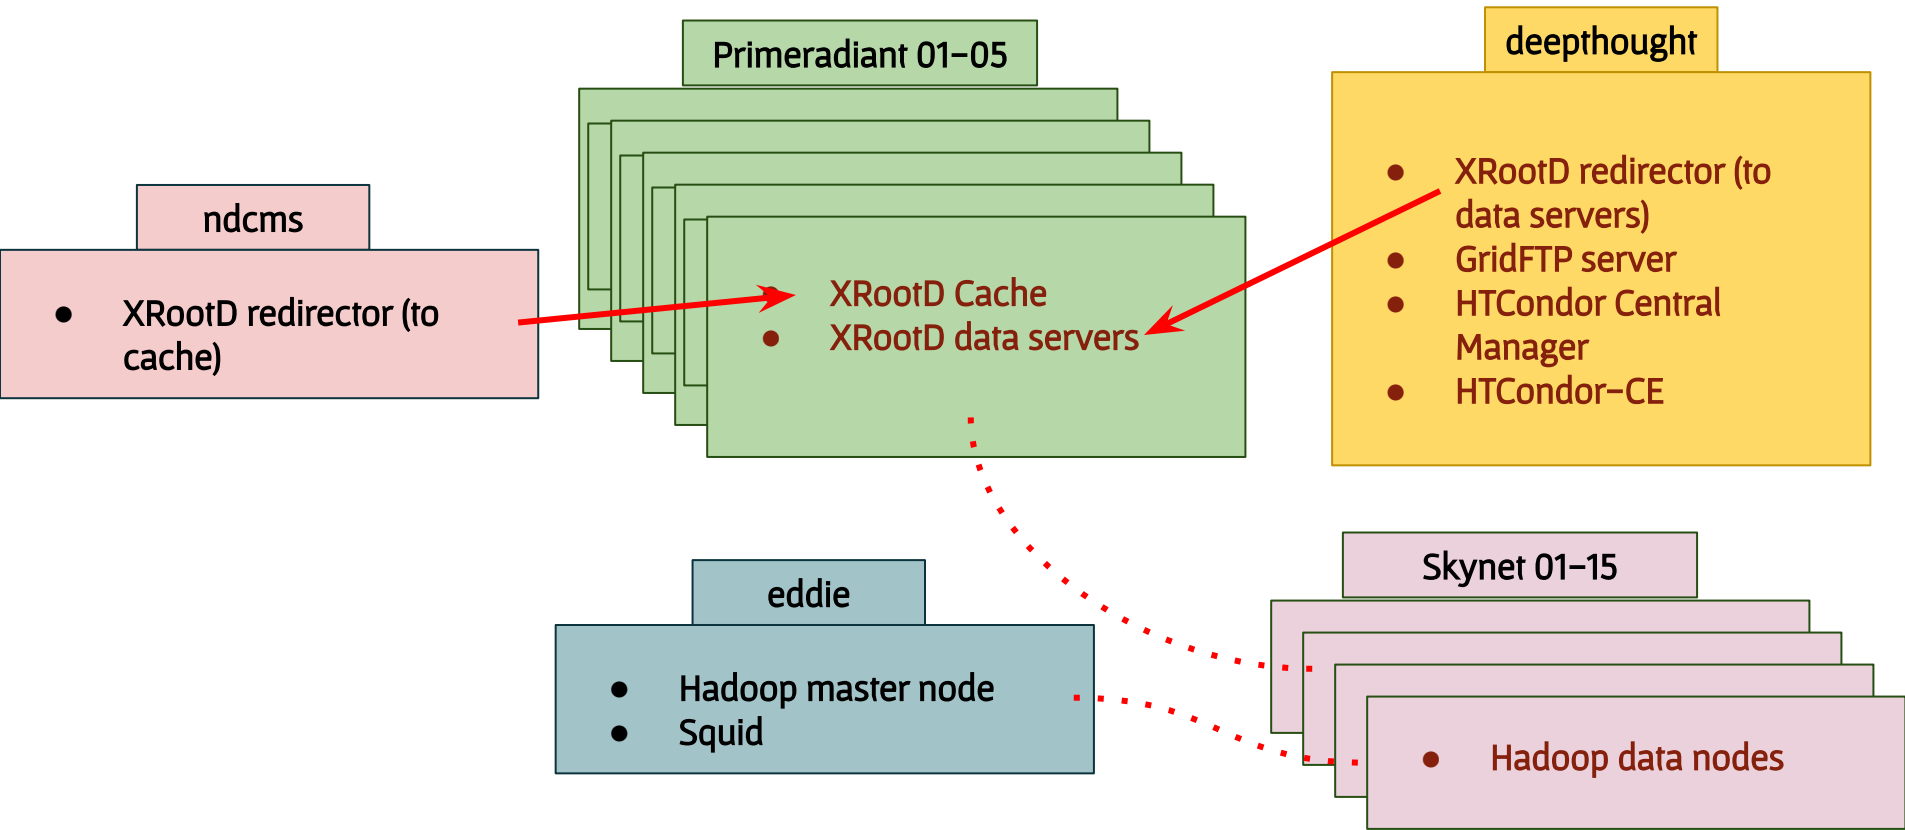 Primeradiant 01-05
deepthought
ndcms
● XRootD redirector (to
cache)
● XRootD Cache
● XRootD data servers
● XRootD redirector (to
data servers)
● GridFTP server
● HTCondor Central
Manager
● HTCondor-CE
eddie
● Hadoop master node
● Squid
Skynet 01-15
● Hadoop data nodes